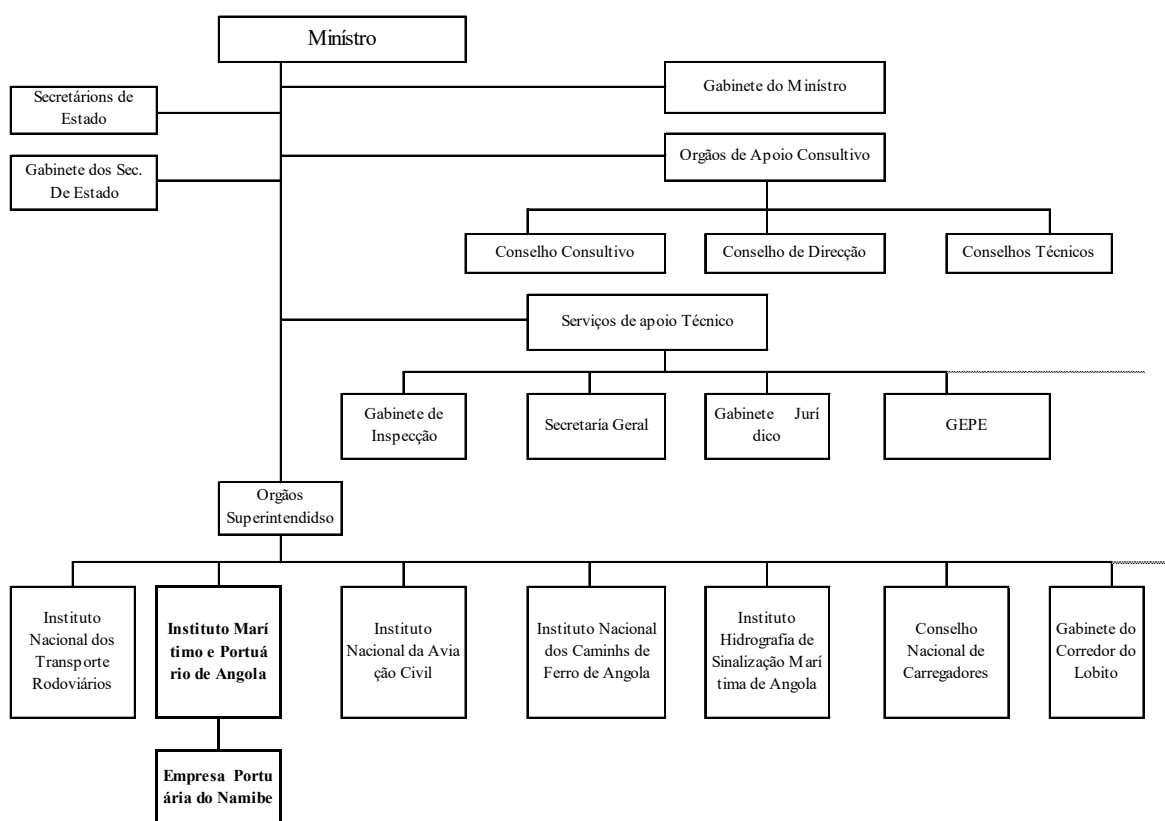 Minístro
Gabinete do Minístro
Secretárions de
Estado
Orgãos de Apoio Consultivo
Gabinete dos Sec.
De Estado
Conselho Consultivo
Conselho de Direcção
Conselhos Técnicos
Serviços de apoio Técnico
Gabinete de
Inspecção
Secretaría Geral
Gabinete Jurí
dico
GEPE
Orgãos
Superintendidso
Instituto
Nacional dos
Transporte
Rodoviários
Instituto Marí
timo e Portuá
rio de Angola
Instituto
Nacional da Avia
ção Civil
Instituto Nacional
dos Caminhs de
Ferro de Angola
Instituto
Hidrografia de
Sinalização Marí
tima de Angola
Conselho
Nacional de
Carregadores
Gabinete do
Corredor do
Lobito
Empresa Portu
ária do Namibe